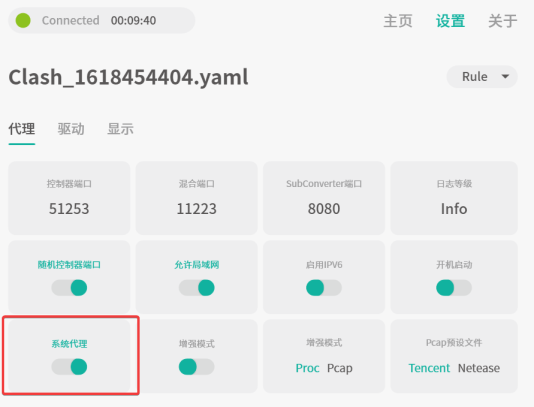 Connected 00:09:40 主页 设置 关于
Clash_1618454404.yaml Rule
代理 驱动 显示
控制器端口 混合端口 SubConverter端口 日志等级
51253 11223 8080 Info
随机控制器端口 允许局域网 启用IPV6 开机启动
系统代理 增强模式 增强模式 Pcap预设文件
Proc Pcap Tencent Netease